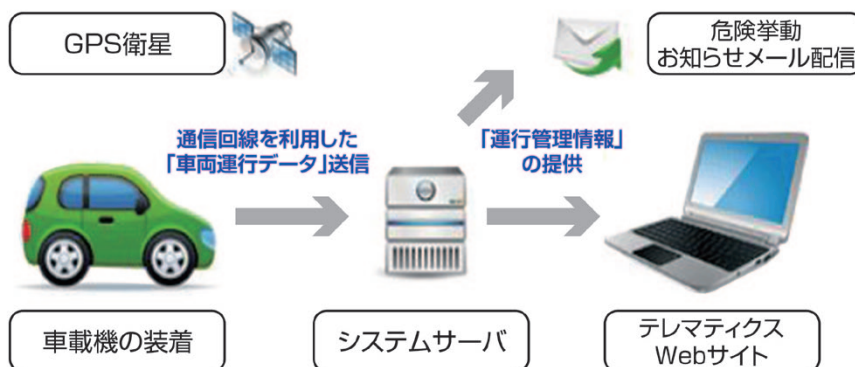 GPS衛星
危険挙動
お知らせメール配信
通信回線を利用した
「車両運行データ」送信
「運行管理情報」
の提供
車載機の装着
システムサーバ
テレマティクス
Webサイト